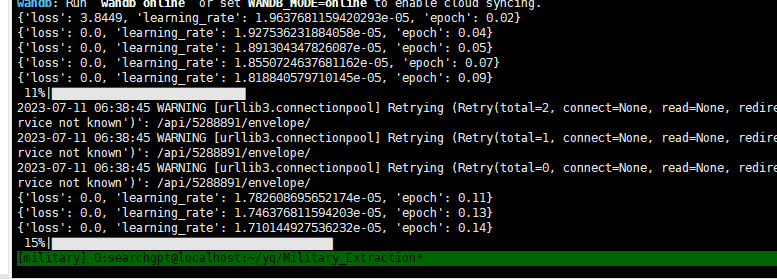 wandb: Run `wandb online` or set WANDB_MODE=online to enable cloud syncing.
{'loss': 3.8449, 'learning_rate': 1.9637681159420293e-05, 'epoch': 0.02}
{'loss': 0.0, 'learning_rate': 1.927536231884058e-05, 'epoch': 0.04}
{'loss': 0.0, 'learning_rate': 1.891304347826087e-05, 'epoch': 0.05}
{'loss': 0.0, 'learning_rate': 1.8550724637681162e-05, 'epoch': 0.07}
{'loss': 0.0, 'learning_rate': 1.818840579710145e-05, 'epoch': 0.09}
11%|
2023-07-11 06:38:45 WARNING [urllib3.connectionpool] Retrying (Retry(total=2, connect=None, read=None, redire
rvice not known')': /api/5288891/envelope/
2023-07-11 06:38:45 WARNING [urllib3.connectionpool] Retrying (Retry(total=1, connect=None, read=None, redire
rvice not known')': /api/5288891/envelope/
2023-07-11 06:38:45 WARNING [urllib3.connectionpool] Retrying (Retry(total=0, connect=None, read=None, redire
rvice not known')': /api/5288891/envelope/
{'loss': 0.0, 'learning_rate': 1.782608695652174e-05, 'epoch': 0.11}
{'loss': 0.0, 'learning_rate': 1.746376811594203e-05, 'epoch': 0.13}
{'loss': 0.0, 'learning_rate': 1.710144927536232e-05, 'epoch': 0.14}
15%|
[military] 0:searchgpt@localhost:~/yq/Military_Extraction*